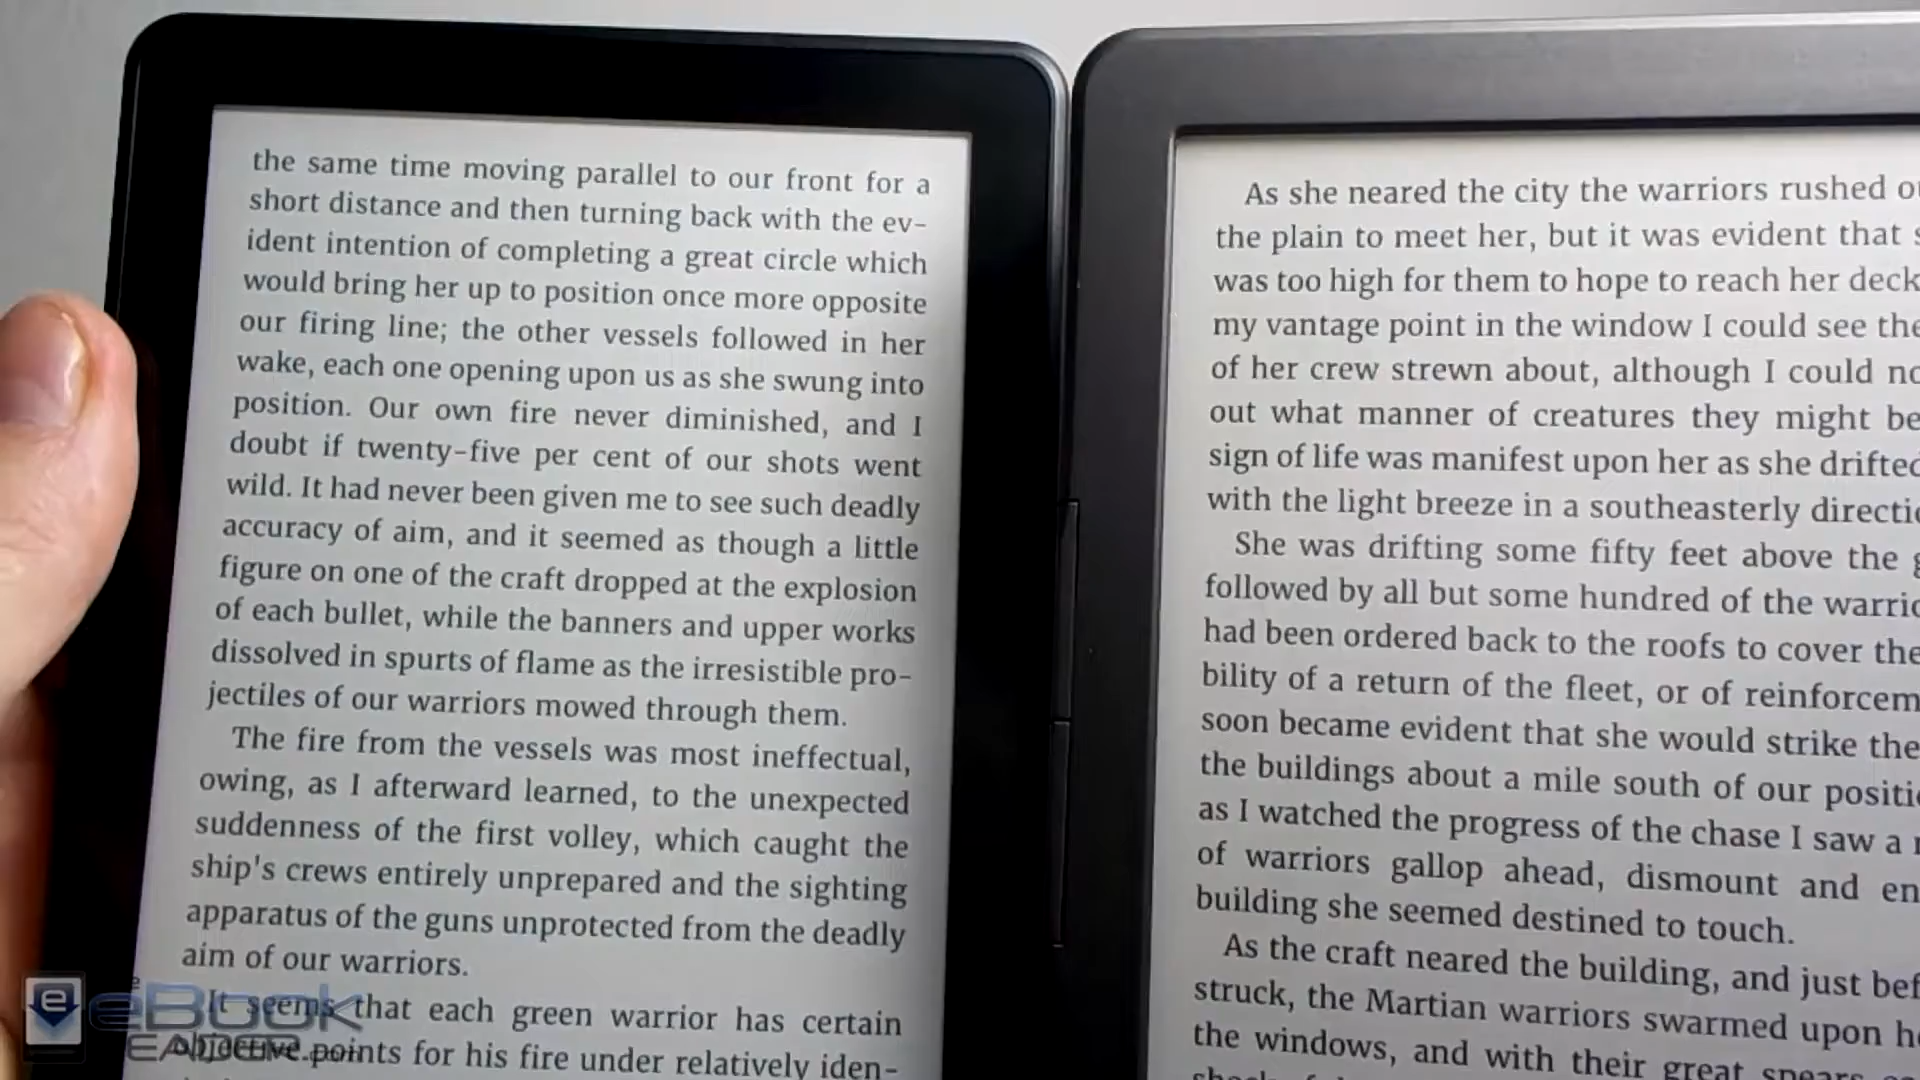 the same time moving parallel to our front for a
short distance and then turning back with the ev-
ident intention of completing a great circle which
would bring her up to position once more opposite
our firing line; the other vessels followed in her
wake, each one opening upon us as she swung into
position. Our own fire never diminished, and I
doubt if twenty-five per cent of our shots went
wild. It had never been given me to see such deadly
accuracy of aim, and it seemed as though a little
figure on one of the craft dropped at the explosion
of each bullet, while the banners and upper works
dissolved in spurts of flame as the irresistible pro-
jectiles of our warriors mowed through them.
The fire from the vessels was most ineffectual,
owing, as I afterward learned, to the unexpected
suddenness of the first volley, which caught the
ship's crews entirely unprepared and the sighting
apparatus of the guns unprotected from the deadly
aim of our warriors.
It seems that each green warrior has certain
objective points for his fire under relatively iden-
As she neared the city the warriors rushed
the plain to meet her, but it was evident that
was too high for them to hope to reach her deck
my vantage point in the window I could see the
of her crew strewn about, although I could
out what manner of creatures they might be
sign of life was manifest upon her as she drifted
with the light breeze in a southeasterly
She was drifting some fifty feet above the
followed by all but some hundred of the
had been ordered back to the roofs to cover the
bility of a return of the fleet, or of
soon became evident that she would strike the
the buildings about a mile south of our
as I watched the progress of the chase I saw a
of warriors gallop ahead, dismount and
building she seemed destined to touch.
As the craft neared the building, and just
struck, the Martian warriors swarmed upon
the windows, and with their great spears
eBook